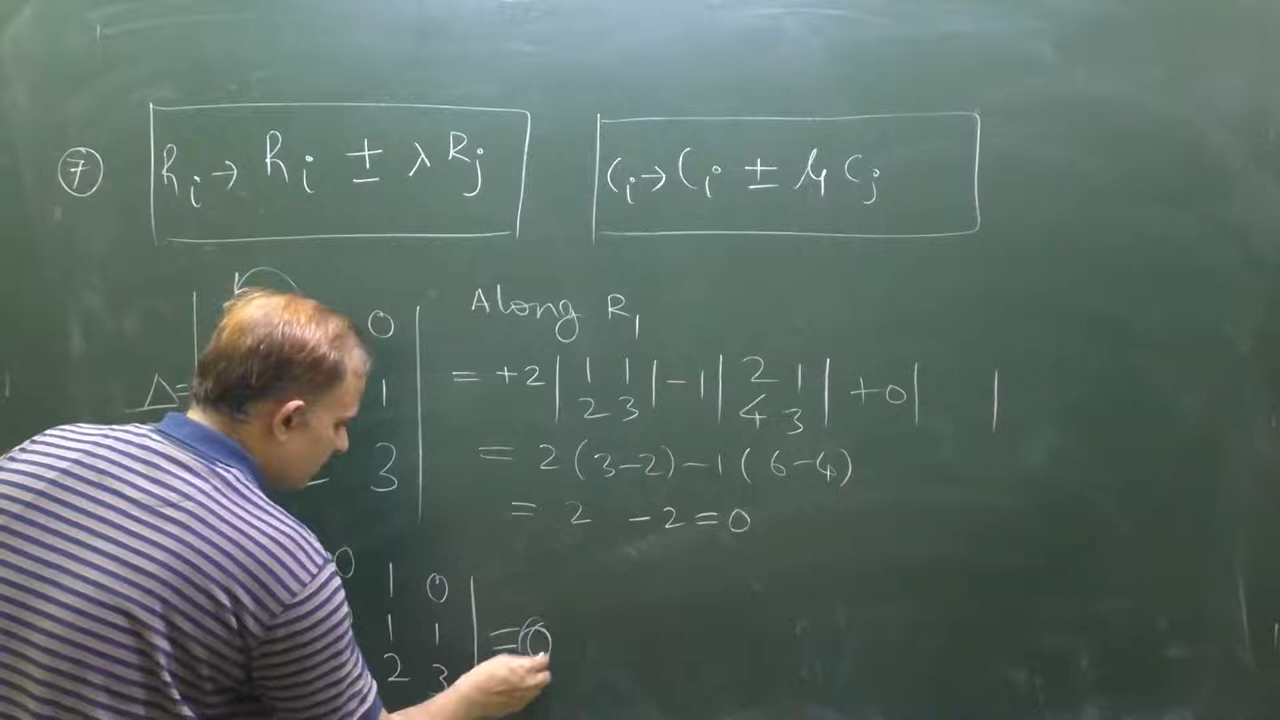 ⑦ Ri → Ri ± λRj    Ci → Ci ± μCj
Along R₁
0
Δ= 1 = +2 | 1 1 | -1 | 2 1 | +0 |   |
2 3   4 3
3 = 2(3-2)-1(6-4)
= 2 -2=0
0 1 0
1 1 =0
2 3